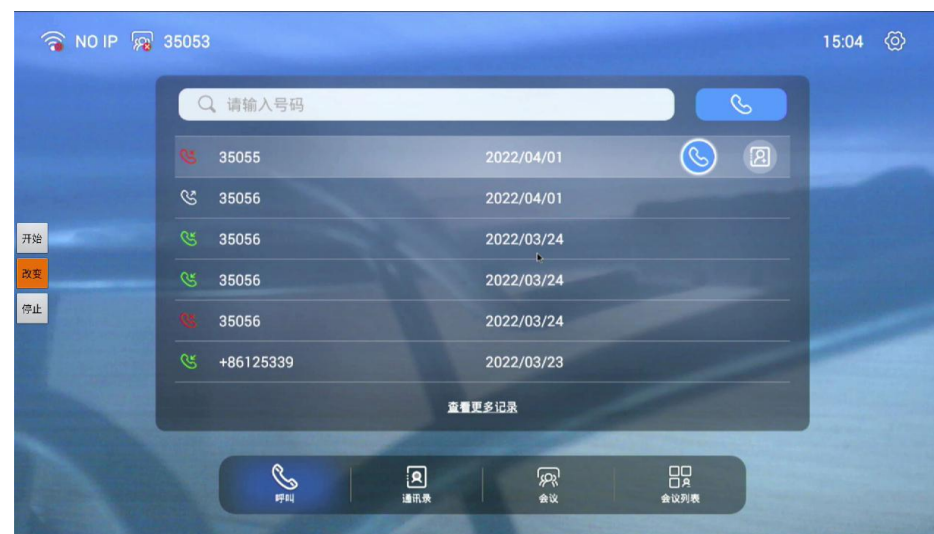 NO IP 35053 15:04
请输入号码
35055 2022/04/01
35056 2022/04/01
35056 2022/03/24
35056 2022/03/24
35056 2022/03/24
+86125339 2022/03/23
查看更多记录
呼叫 通讯录 会议 会议列表
开始
改变
停止